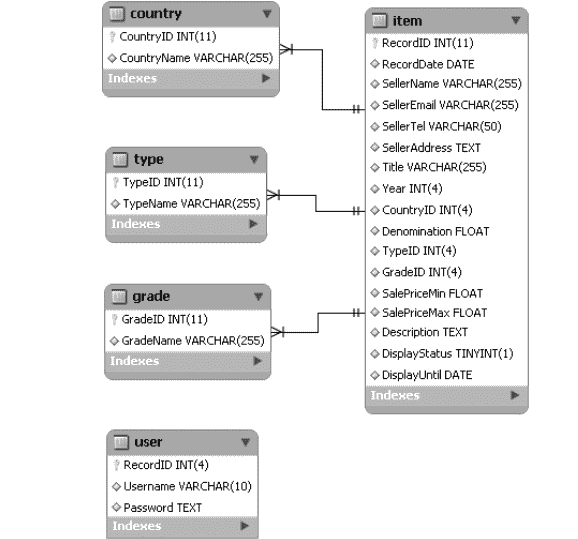 country
CountryID INT(11)
CountryName VARCHAR(255)
Indexes
type
TypeID INT(11)
TypeName VARCHAR(255)
Indexes
grade
GradeID INT(11)
GradeName VARCHAR(255)
Indexes
user
RecordID INT(4)
Username VARCHAR(10)
Password TEXT
Indexes
item
RecordID INT(11)
RecordDate DATE
SellerName VARCHAR(255)
SellerEmail VARCHAR(255)
SellerTel VARCHAR(50)
SellerAddress TEXT
Title VARCHAR(255)
Year INT(4)
CountryID INT(4)
Denomination FLOAT
TypeID INT(4)
GradeID INT(4)
SalePriceMin FLOAT
SalePriceMax FLOAT
Description TEXT
DisplayStatus TINYINT(1)
DisplayUntil DATE
Indexes